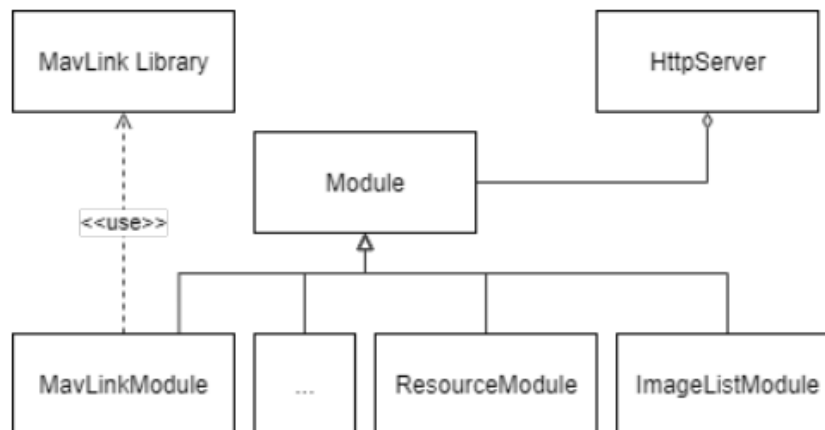 MavLink Library
HttpServer
Module
<<use>>
MavLinkModule
...
ResourceModule
ImageListModule